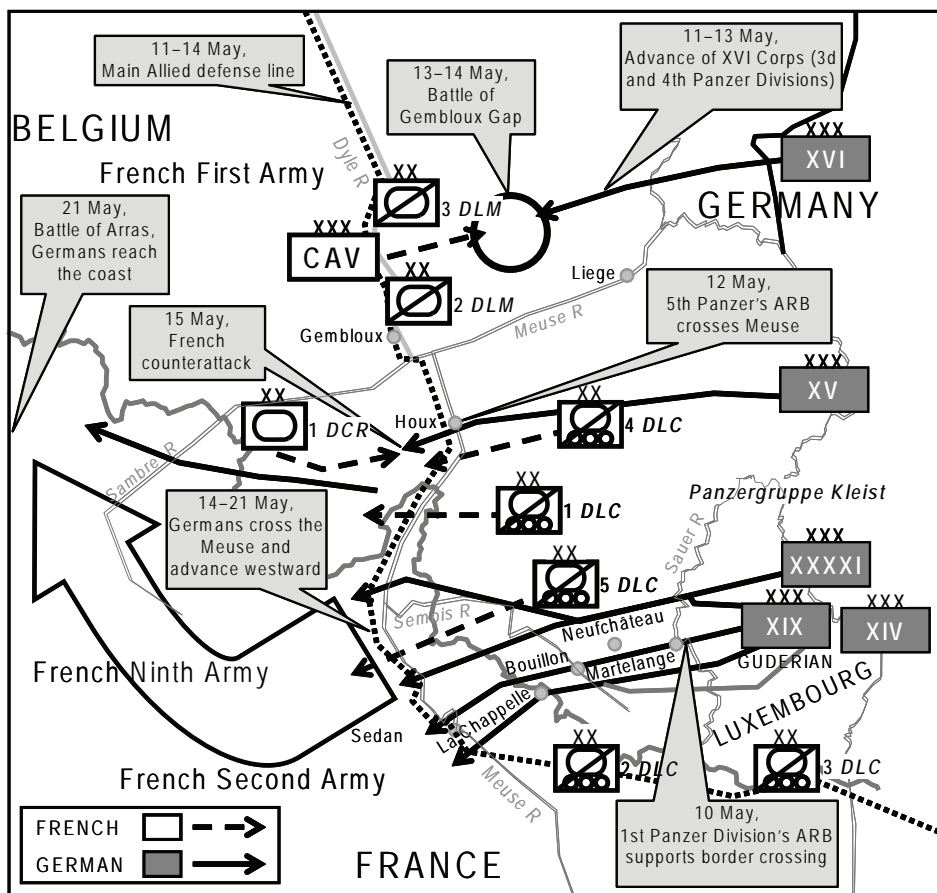 11–14 May,
Main Allied defense line
13–14 May,
Battle of
Gembloux Gap
11–13 May,
Advance of XVI Corps (3d
and 4th Panzer Divisions)
BELGIUM
Dyle R
XXX
XVI
French First Army
XX
3 DLM
GERMANY
21 May,
Battle of Arras,
Germans reach
the coast
XXX
CAV
XX
2 DLM
Liege
Meuse R
12 May,
5th Panzer's ARB
crosses Meuse
15 May,
French
counterattack
Gembloux
XXX
XV
XX
1 DCR
Houx
XX
4 DLC
Sambre R
14–21 May,
Germans cross the
Meuse and
advance westward
XX
1 DLC
Panzergruppe Kleist
Sauer R
XXX
XXXXI
XX
5 DLC
Semois R
Neufchâteau
XXX
XIX
GUDERIAN
XXX
XIV
French Ninth Army
Bouillon
Martelange
LUXEMBOURG
La Chappelle
Sedan
XX
2 DLC
XX
3 DLC
French Second Army
Meuse R
10 May,
1st Panzer Division's ARB
supports border crossing
FRENCH
GERMAN
FRANCE